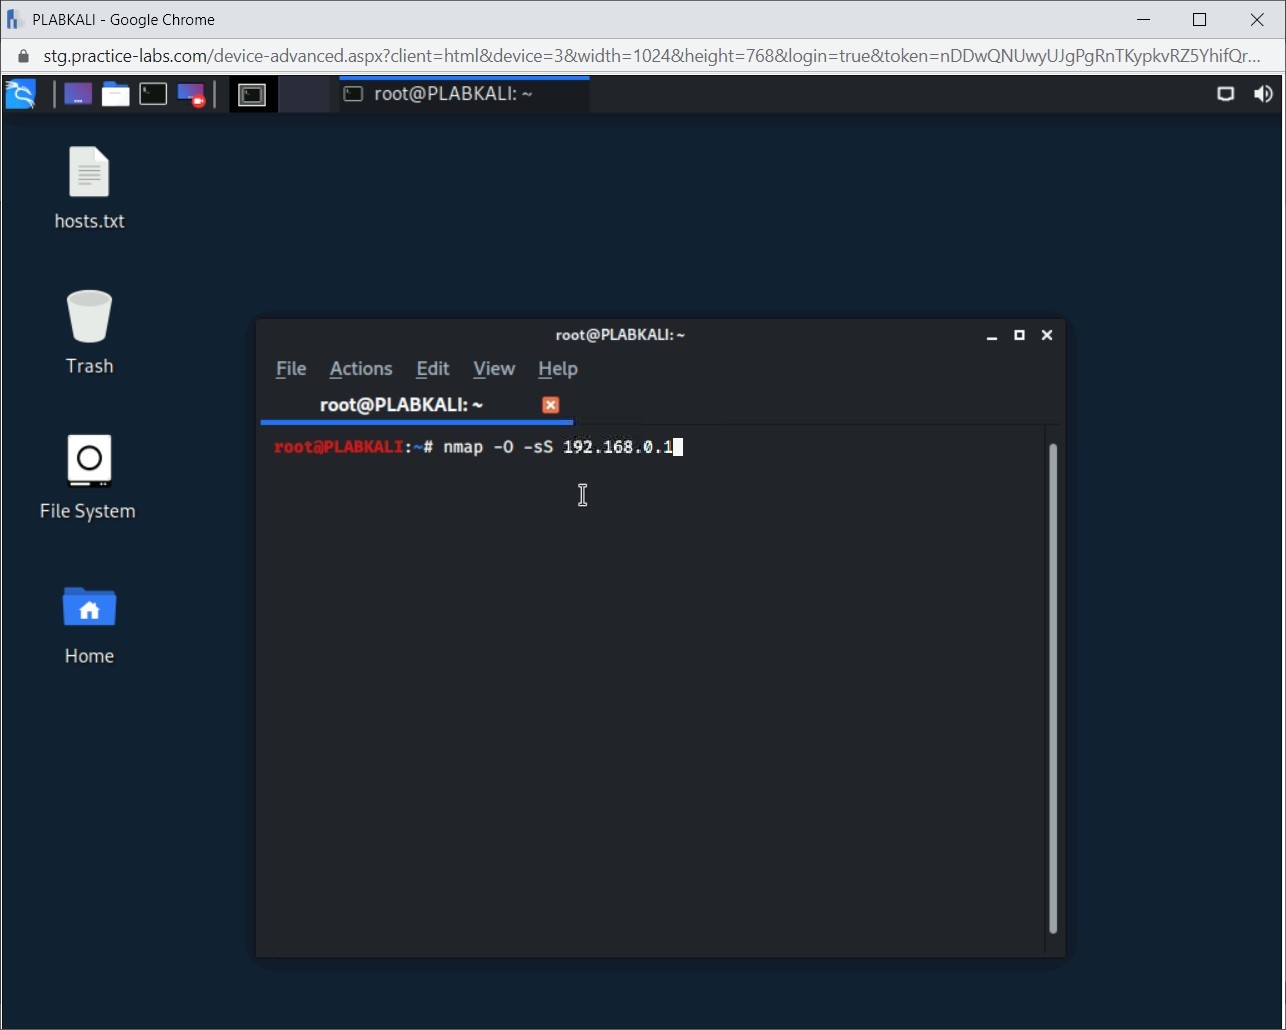 PLABKALI - Google Chrome
stg.practice-labs.com/device-advanced.aspx?client=html&device=3&width=1024&height=768&login=true&token=nDDwQNUwyUJgPgRnTKypkvRZ5YhifQr...
root@PLABKALI: ~
hosts.txt
Trash
File System
Home
root@PLABKALI: ~
File Actions Edit View Help
root@PLABKALI: ~
root@PLABKALI:~# nmap -O -sS 192.168.0.1